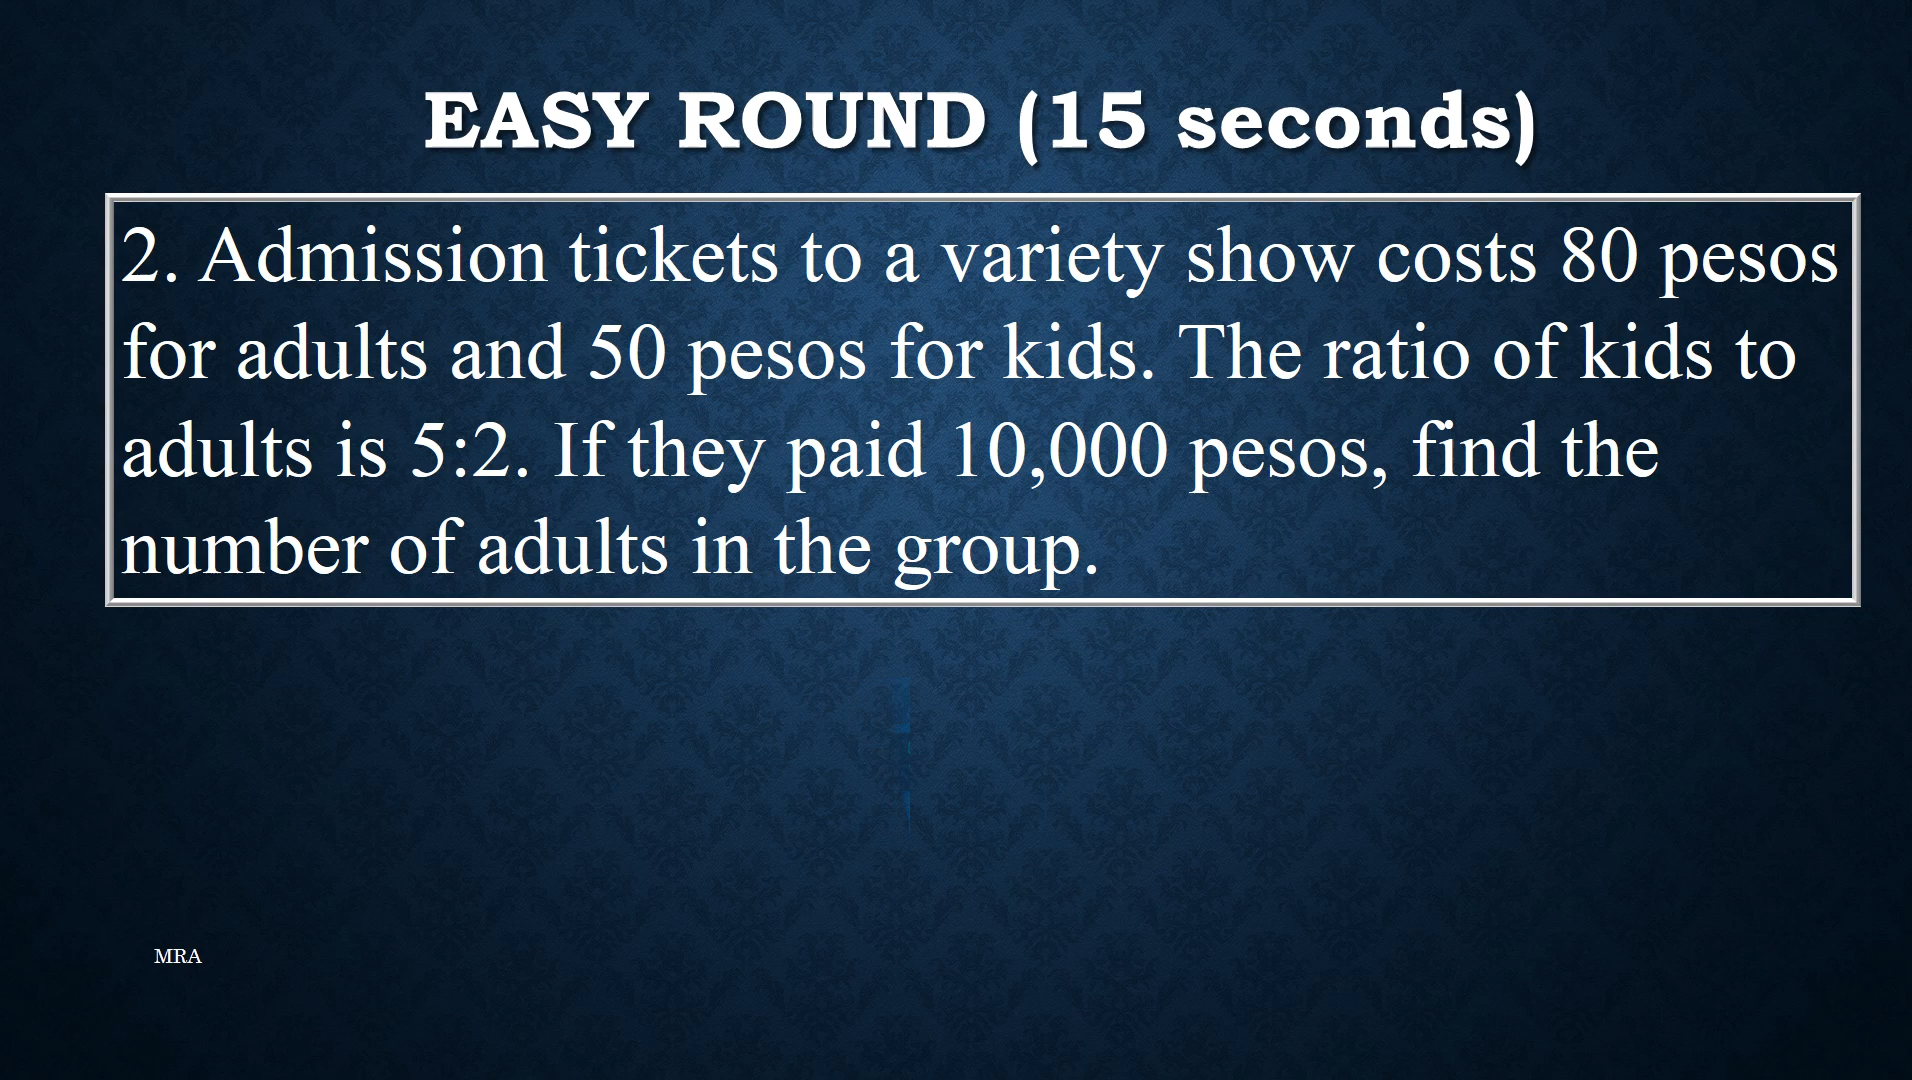 EASY ROUND (15 seconds)
2. Admission tickets to a variety show costs 80 pesos
for adults and 50 pesos for kids. The ratio of kids to
adults is 5:2. If they paid 10,000 pesos, find the
number of adults in the group.
MRA